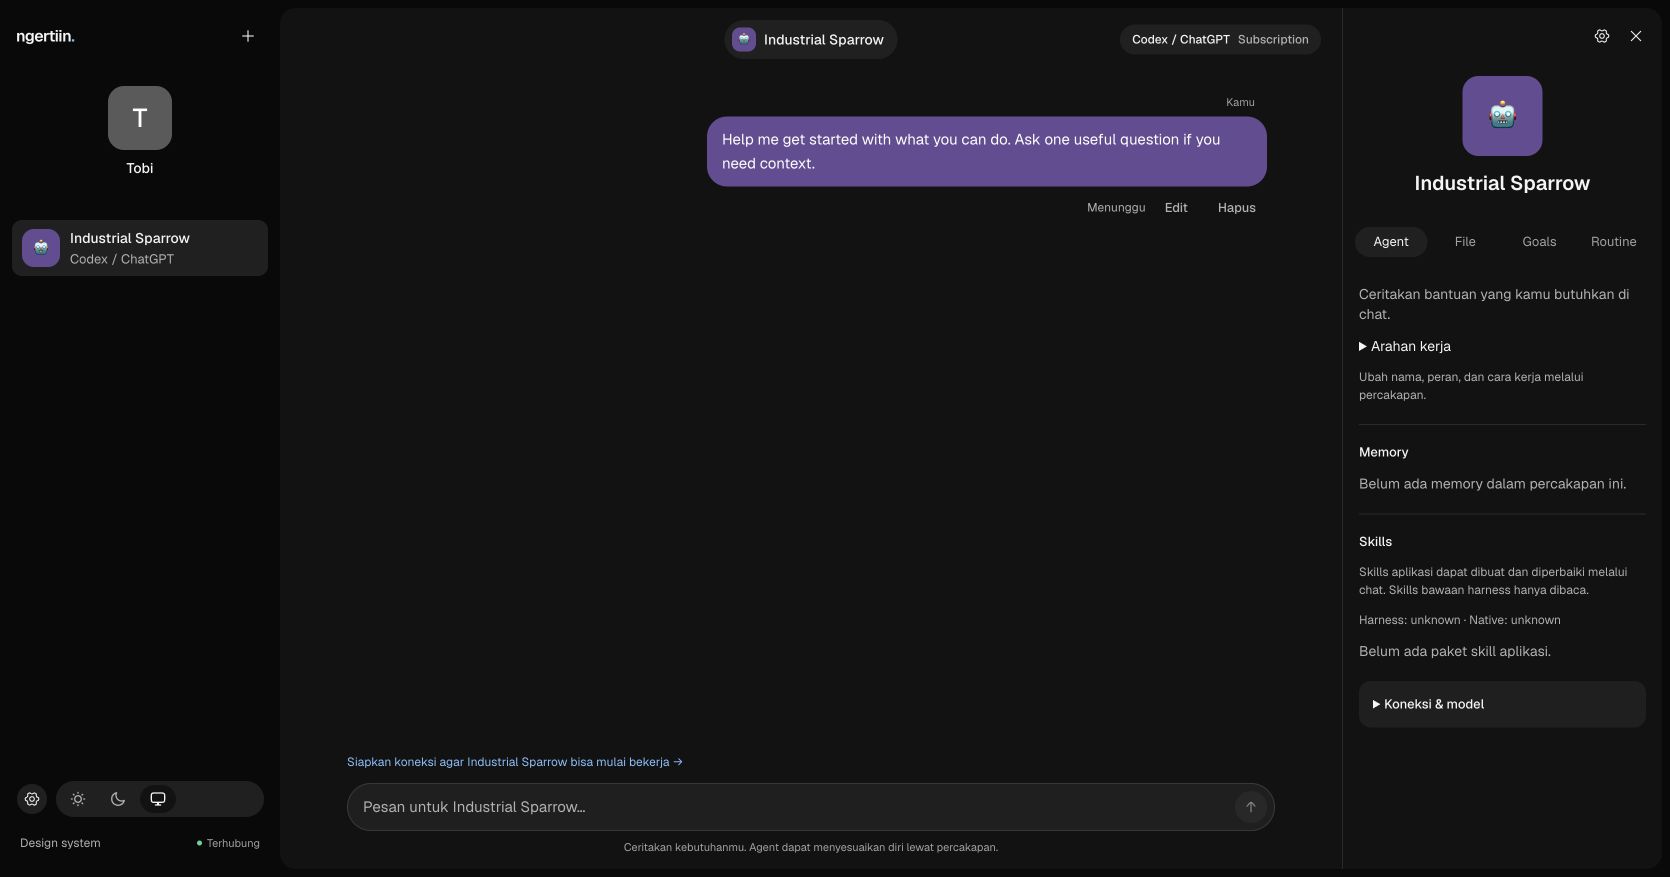 ngertiin.
T
Tobi
Industrial Sparrow
Codex / ChatGPT
Design system
Terhubung
Industrial Sparrow
Codex / ChatGPT Subscription
Kamu
Help me get started with what you can do. Ask one useful question if you
need context.
Menunggu Edit Hapus
Siapkan koneksi agar Industrial Sparrow bisa mulai bekerja →
Pesan untuk Industrial Sparrow...
Ceritakan kebutuhanmu. Agent dapat menyesuaikan diri lewat percakapan.
Industrial Sparrow
Agent File Goals Routine
Ceritakan bantuan yang kamu butuhkan di
chat.
Arahan kerja
Ubah nama, peran, dan cara kerja melalui
percakapan.
Memory
Belum ada memory dalam percakapan ini.
Skills
Skills aplikasi dapat dibuat dan diperbaiki melalui
chat. Skills bawaan harness hanya dibaca.
Harness: unknown · Native: unknown
Belum ada paket skill aplikasi.
Koneksi & model